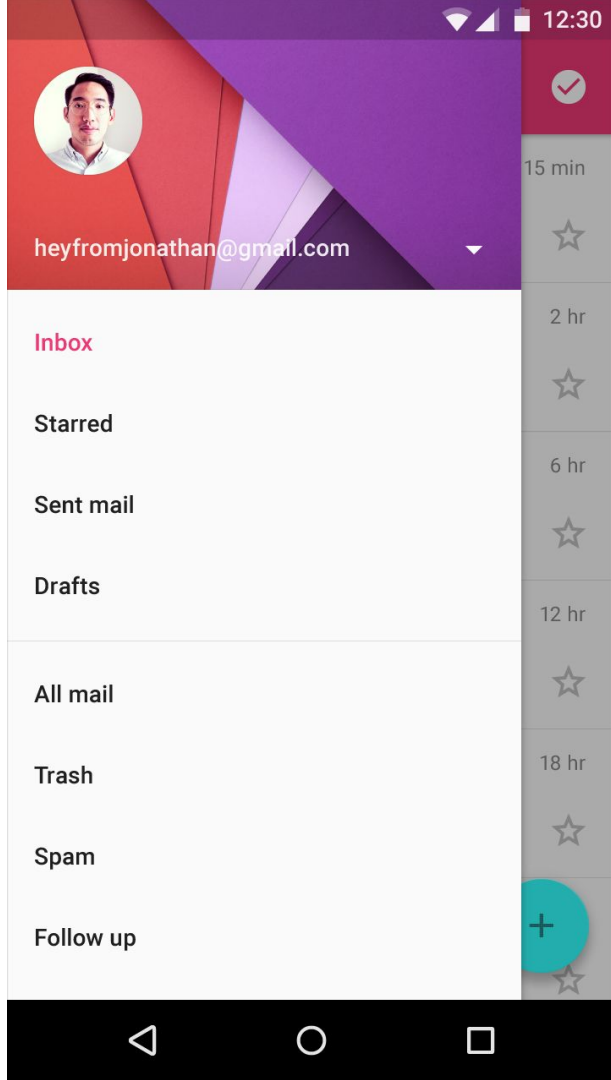 12:30
15 min
heyfromjonathan@gmail.com
Inbox
2 hr
Starred
6 hr
Sent mail
Drafts
12 hr
All mail
18 hr
Trash
Spam
Follow up